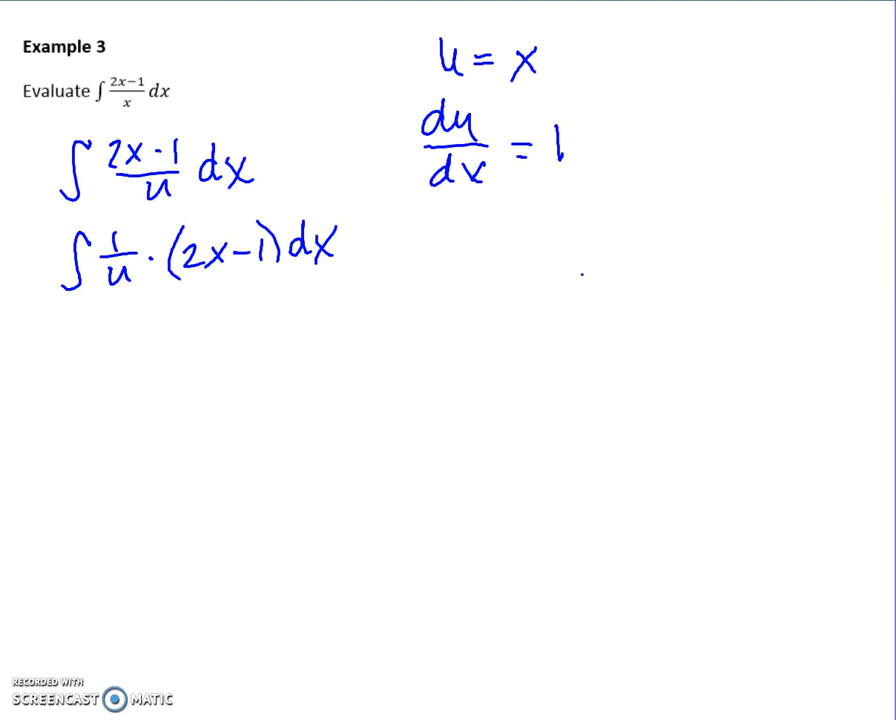 Example 3
Evaluate ∫ (2x−1)/x dx
u = x
du/dx = 1
∫ (2x-1)/u dx
∫ 1/u · (2x-1) dx
RECORDED WITH
SCREENCAST MATIC